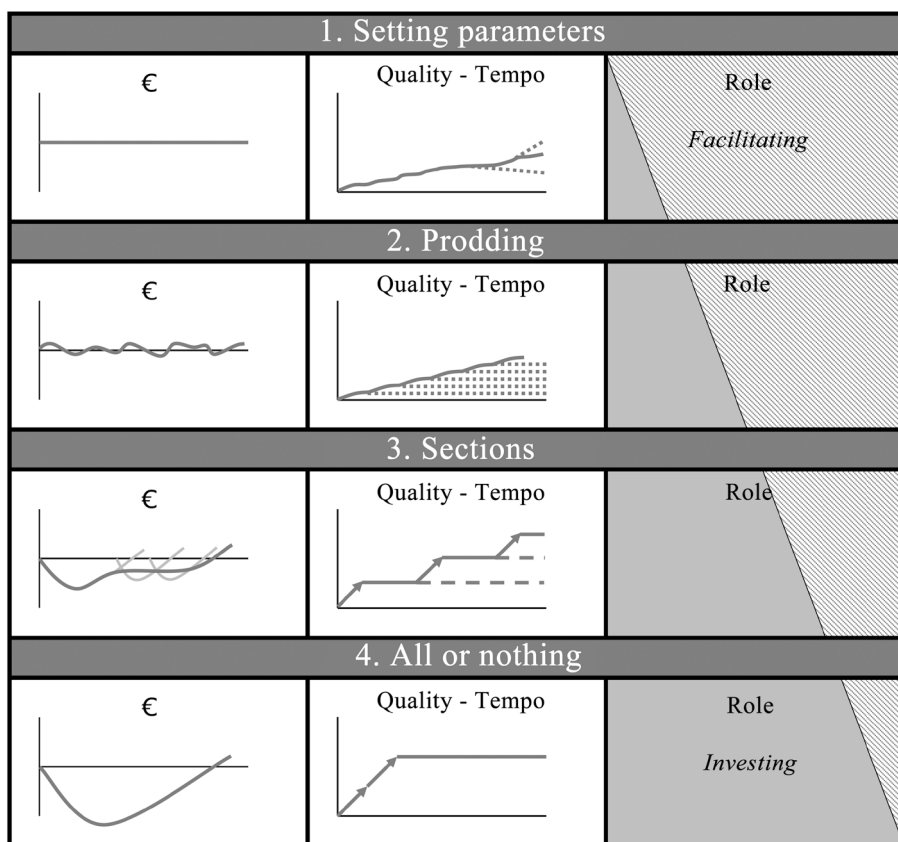 1. Setting parameters
€
Quality - Tempo
Role
Facilitating
2. Prodding
€
Quality - Tempo
Role
3. Sections
€
Quality - Tempo
Role
4. All or nothing
€
Quality - Tempo
Role
Investing